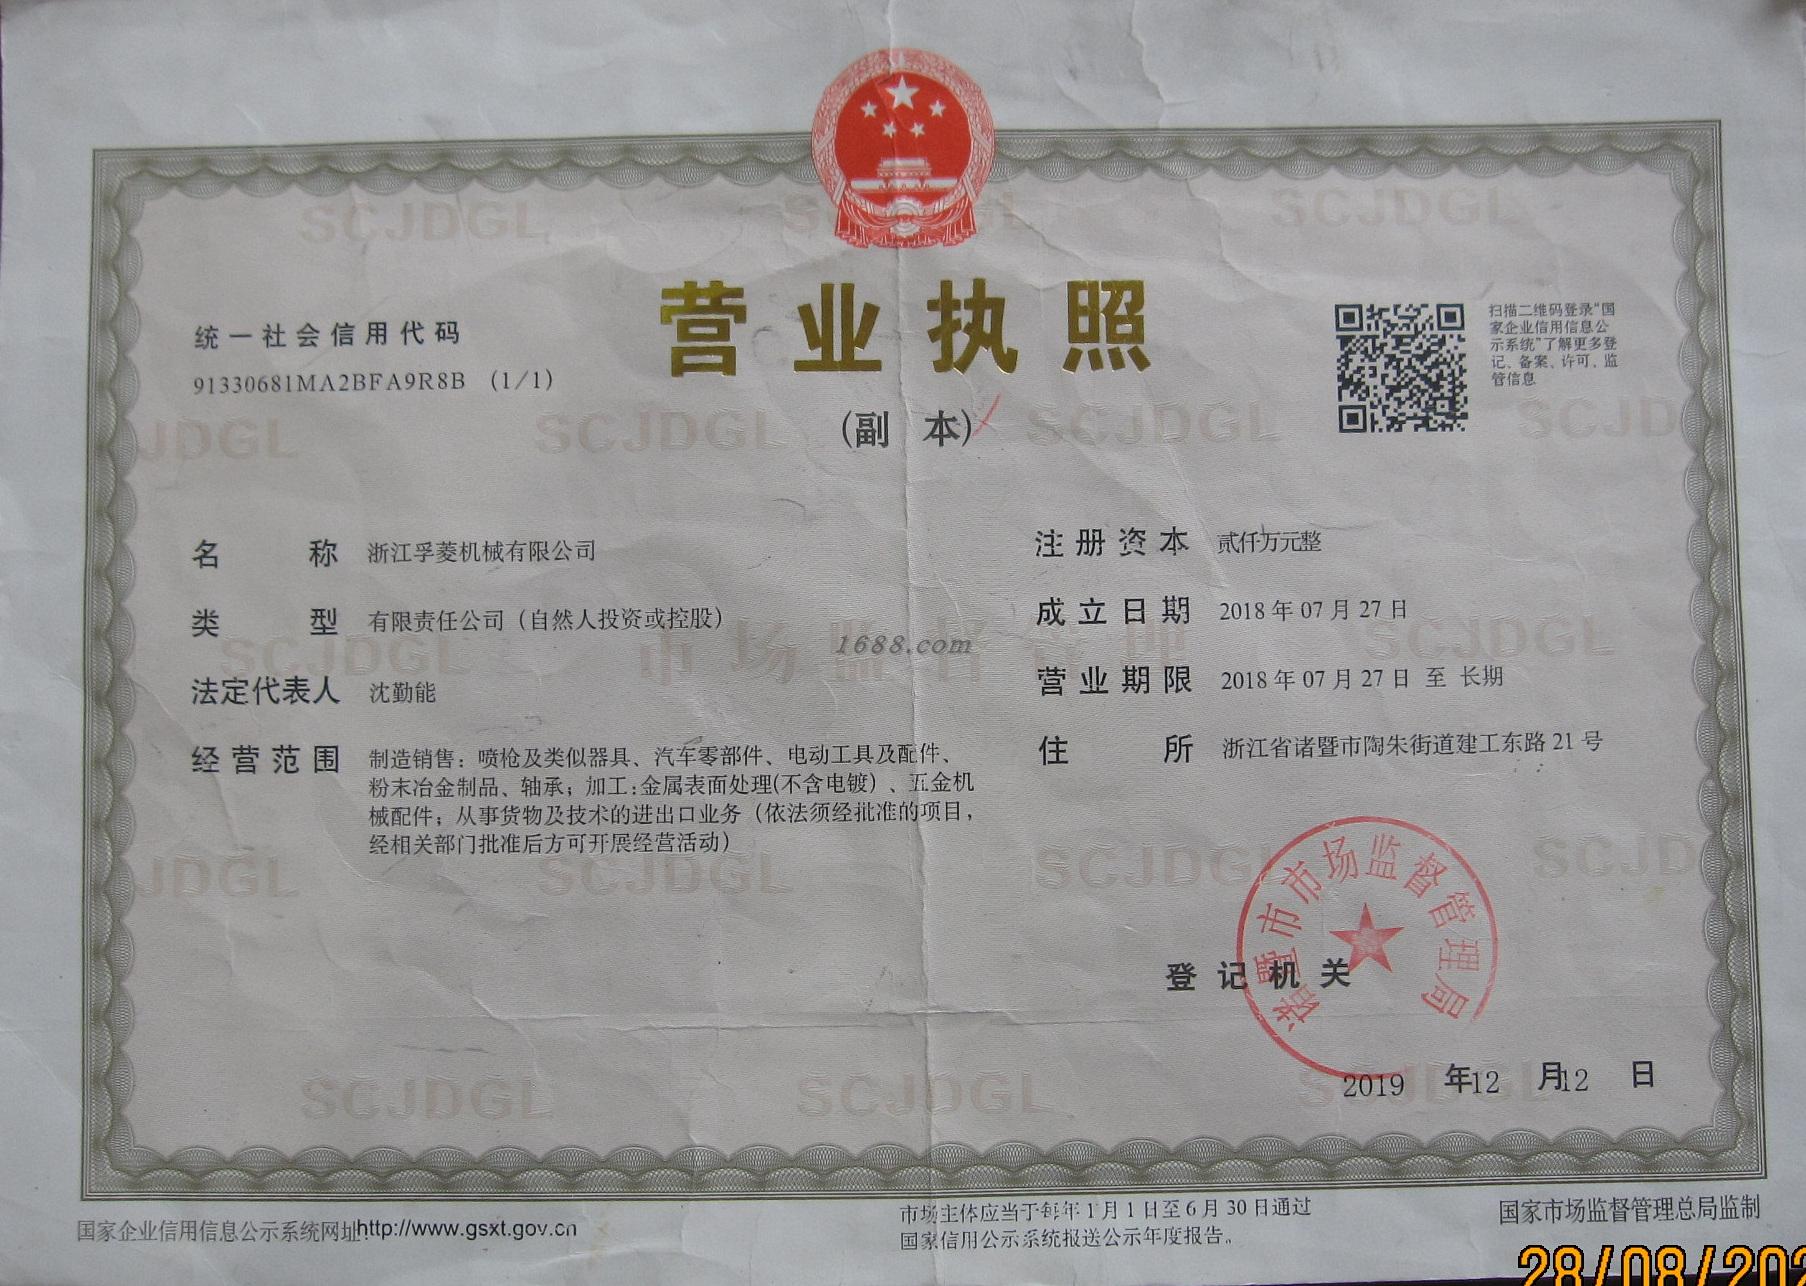 营业执照
(副 本)
统一社会信用代码
91330681MA2BFA9R8B (1/1)
扫描二维码登录“国
家企业信用信息公
示系统”了解更多登
记、备案、许可、监
管信息
名 称 浙江孚菱机械有限公司
类 型 有限责任公司（自然人投资或控股）
法定代表人 沈勤能
经营范围 制造销售：喷枪及类似器具、汽车零部件、电动工具及配件、
粉末冶金制品、轴承；加工:金属表面处理(不含电镀）、五金机
械配件；从事货物及技术的进出口业务（依法须经批准的项目，
经相关部门批准后方可开展经营活动）
注册资本 贰仟万元整
成立日期 2018年07月27日
营业期限 2018年07月27日 至 长期
住 所 浙江省诸暨市陶朱街道建工东路21号
1688.com
登记机关
诸暨市市场监督管理局
2019 年12 月12 日
国家企业信用信息公示系统网址http://www.gsxt.gov.cn
市场主体应当于每年1月1日至6月30日通过
国家信用公示系统报送公示年度报告。
国家市场监督管理总局监制
SCJDGL
市场监督管理